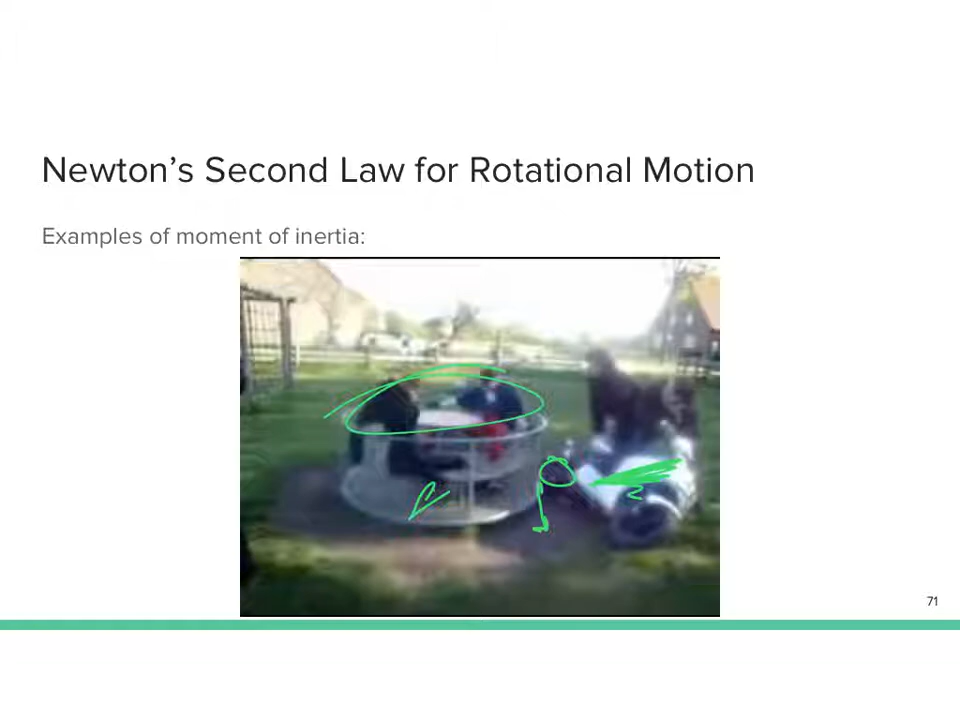 Newton's Second Law for Rotational Motion
Examples of moment of inertia:
71